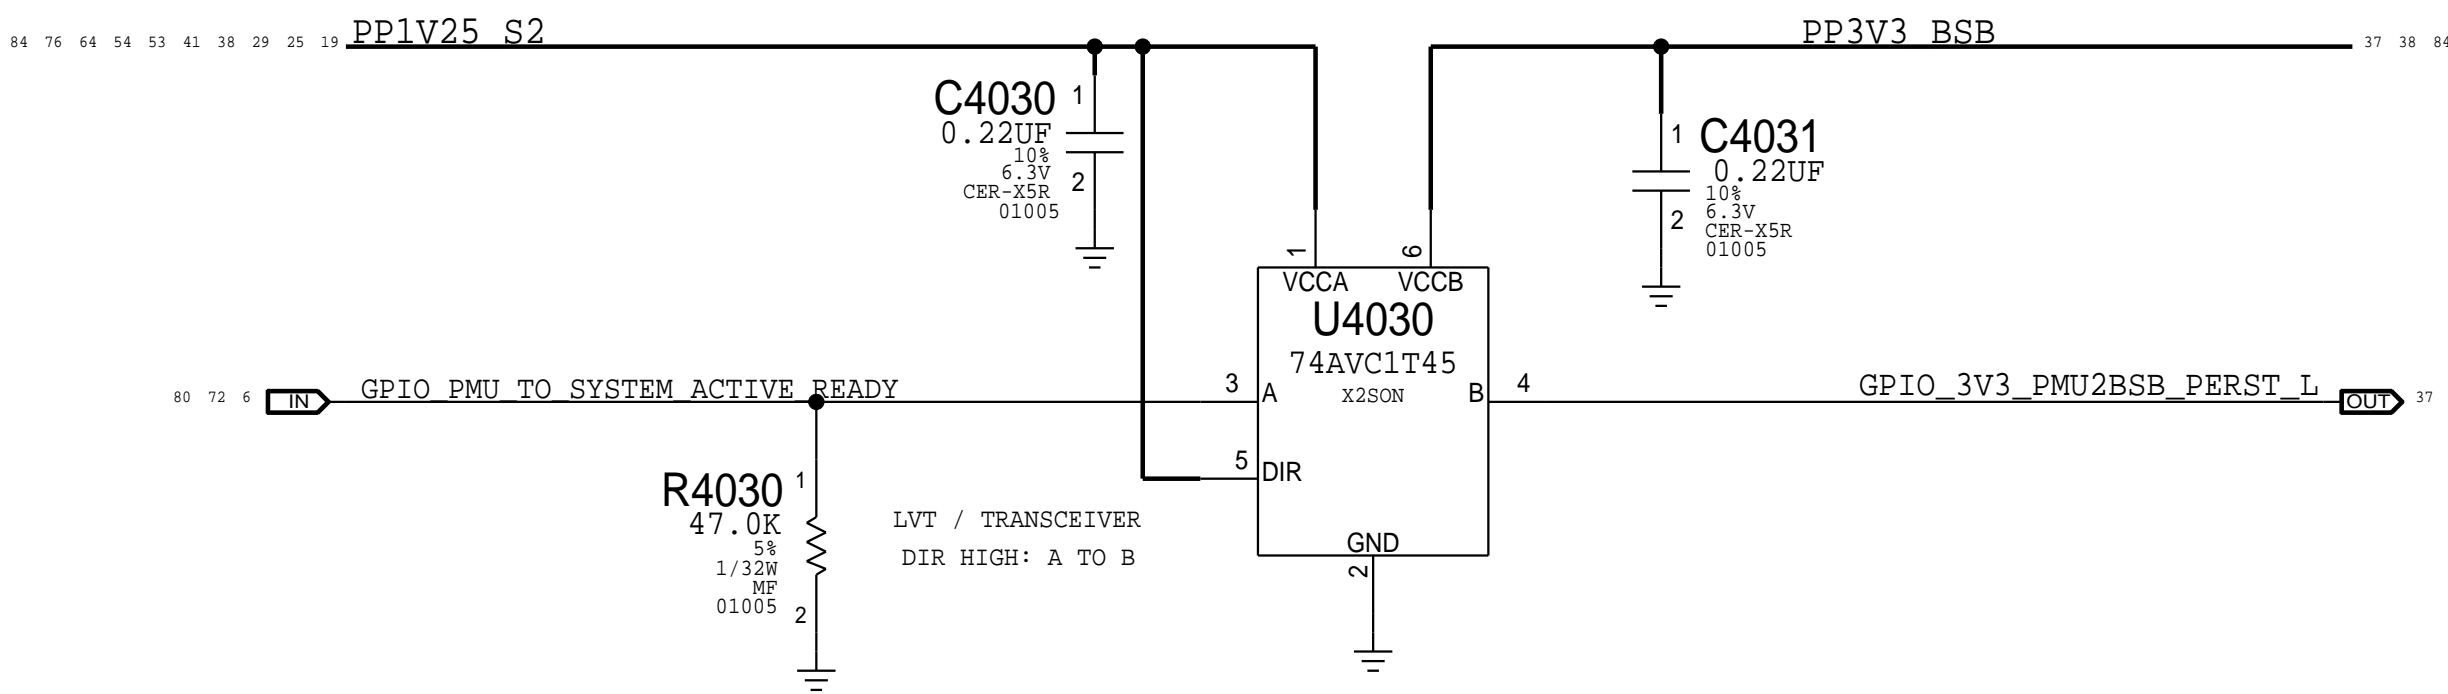 PP1V25_S2
PP3V3_BSB
84 76 64 54 53 41 38 29 25 19
37 38 84
C4030 1
0.22UF
10%
6.3V
CER-X5R
01005
2
1 C4031
0.22UF
10%
6.3V
CER-X5R
01005
2
1
6
VCCA VCCB
U4030
74AVC1T45
X2SON
80 72 6 IN GPIO_PMU_TO_SYSTEM_ACTIVE_READY 3 A
B 4 GPIO_3V3_PMU2BSB_PERST_L OUT 37
5 DIR
R4030 1
47.0K
5%
1/32W
MF
01005
2
LVT / TRANSCEIVER
DIR HIGH: A TO B
GND
2